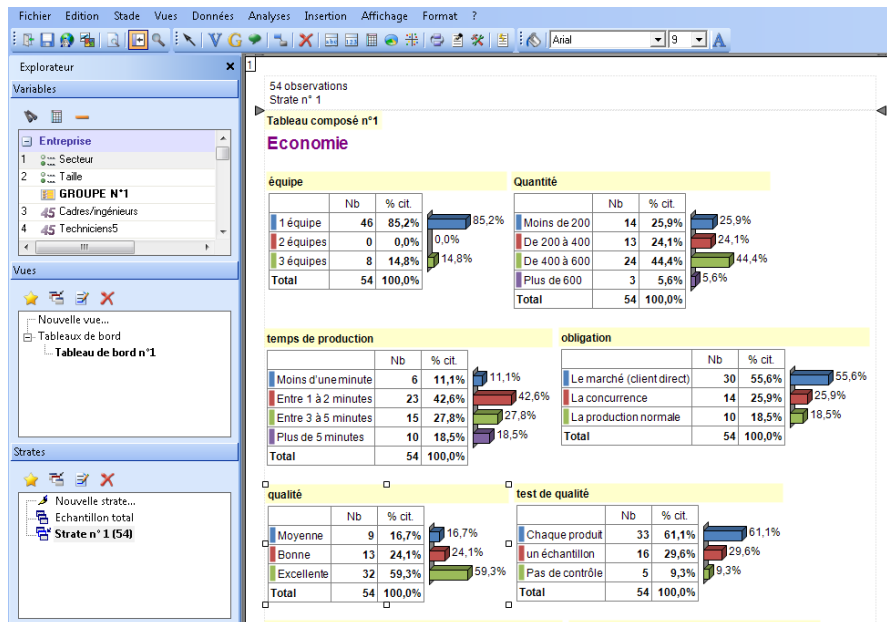 Fichier Edition Stade Vues Données Analyses Insertion Affichage Format ?
V G A Arial 9 A
Explorateur x
Variables
Entreprise
1 Secteur
2 Taille
GROUPE N°1
3 45 Cadres/ingénieurs
4 45 Techniciens5
Vues
Nouvelle vue...
Tableaux de bord
Tableau de bord n°1
Strates
Nouvelle strate...
Echantillon total
Strate n° 1 (54)
1
54 observations
Strate n° 1
Tableau composé n°1
Economie
équipe
Nb % cit.
1 équipe 46 85,2% 85,2%
2 équipes 0 0,0% 0,0%
3 équipes 8 14,8% 14,8%
Total 54 100,0%
Quantité
Nb % cit.
Moins de 200 14 25,9% 25,9%
De 200 à 400 13 24,1% 24,1%
De 400 à 600 24 44,4% 44,4%
Plus de 600 3 5,6% 5,6%
Total 54 100,0%
temps de production
Nb % cit.
Moins d'une minute 6 11,1% 11,1%
Entre 1 à 2 minutes 23 42,6% 42,6%
Entre 3 à 5 minutes 15 27,8% 27,8%
Plus de 5 minutes 10 18,5% 18,5%
Total 54 100,0%
obligation
Nb % cit.
Le marché (client direct) 30 55,6% 55,6%
La concurrence 14 25,9% 25,9%
La production normale 10 18,5% 18,5%
Total 54 100,0%
qualité
Nb % cit.
Moyenne 9 16,7% 16,7%
Bonne 13 24,1% 24,1%
Excellente 32 59,3% 59,3%
Total 54 100,0%
test de qualité
Nb % cit.
Chaque produit 33 61,1% 61,1%
un échantillon 16 29,6% 29,6%
Pas de contrôle 5 9,3% 9,3%
Total 54 100,0%